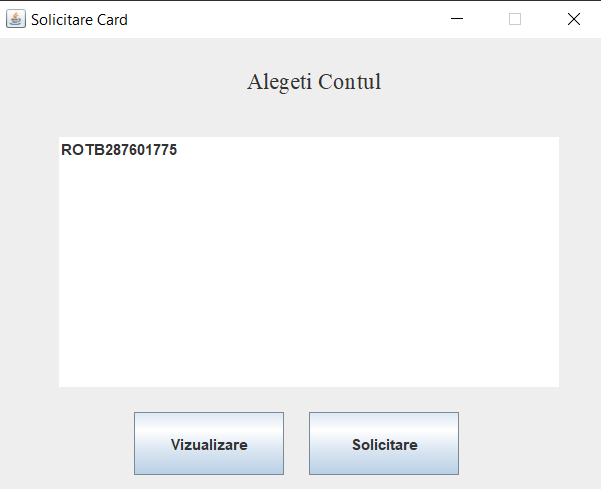 Solicitare Card
Alegeti Contul
ROTB287601775
Vizualizare
Solicitare